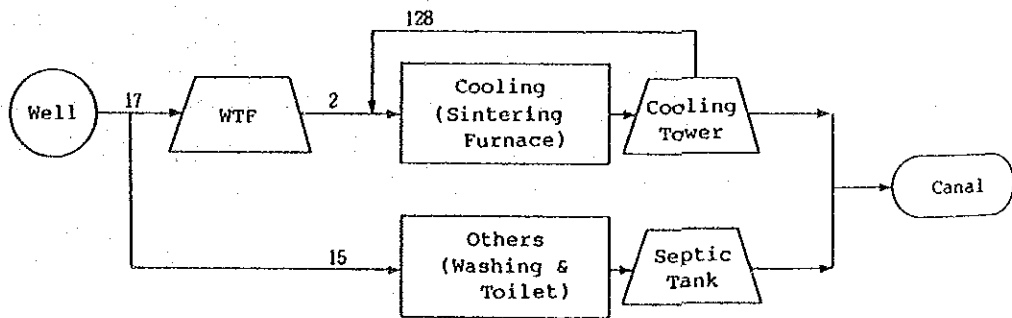 128
Well
17
WTF
2
Cooling
(Sintering
Furnace)
Cooling
Tower
Canal
15
Others
(Washing &
Toilet)
Septic
Tank